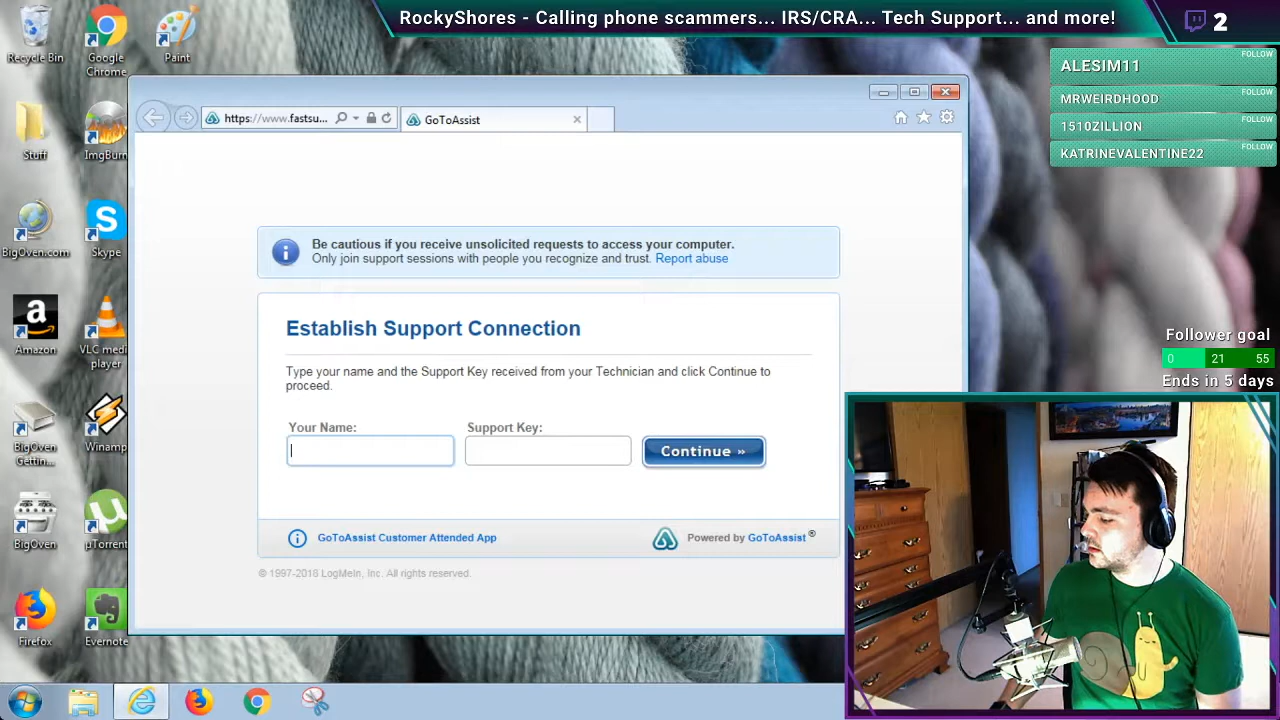 RockyShores - Calling phone scammers... IRS/CRA... Tech Support... and more!
2
ALESIM11
FOLLOW
MRWEIRDHOOD
FOLLOW
1510ZILLION
FOLLOW
KATRINEVALENTINE22
FOLLOW
Follower goal
0 21 55
Ends in 5 days
Recycle Bin
Google Chrome
Paint
Stuff
ImgBurn
BigOven.com
Skype
Amazon
VLC media player
BigOven Gettin...
Winamp
BigOven
µTorrent
Firefox
Evernote
https://www.fastsu...
GoToAssist
Be cautious if you receive unsolicited requests to access your computer.
Only join support sessions with people you recognize and trust. Report abuse
Establish Support Connection
Type your name and the Support Key received from your Technician and click Continue to
proceed.
Your Name:
Support Key:
Continue »
GoToAssist Customer Attended App
Powered by GoToAssist ®
© 1997-2018 LogMeIn, Inc. All rights reserved.